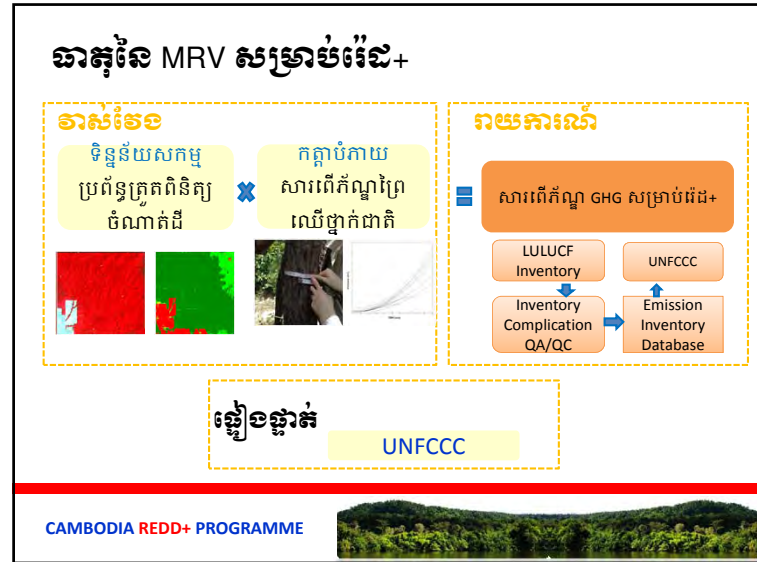 ធាតុនៃ MRV សម្រាប់រ៉េដ+
វាស់វែង
ទិន្នន័យសកម្ម
ប្រព័ន្ធត្រួតពិនិត្យ
ចំណាត់ដី
កត្តាបំភាយ
សារពើភ័ណ្ឌព្រៃ
ឈើថ្នាក់ជាតិ
រាយការណ៍
សារពើភ័ណ្ឌ GHG សម្រាប់រ៉េដ+
LULUCF
Inventory
UNFCCC
Inventory
Complication
QA/QC
Emission
Inventory
Database
ផ្ទៀងផ្ទាត់
UNFCCC
CAMBODIA REDD+ PROGRAMME